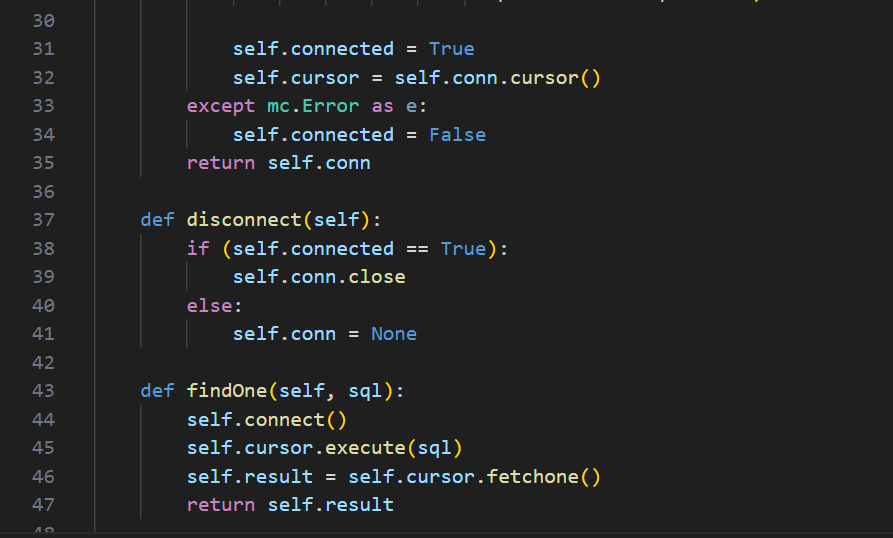 30
31 self.connected = True
32 self.cursor = self.conn.cursor()
33 except mc.Error as e:
34 self.connected = False
35 return self.conn
36
37 def disconnect(self):
38 if (self.connected == True):
39 self.conn.close
40 else:
41 self.conn = None
42
43 def findOne(self, sql):
44 self.connect()
45 self.cursor.execute(sql)
46 self.result = self.cursor.fetchone()
47 return self.result